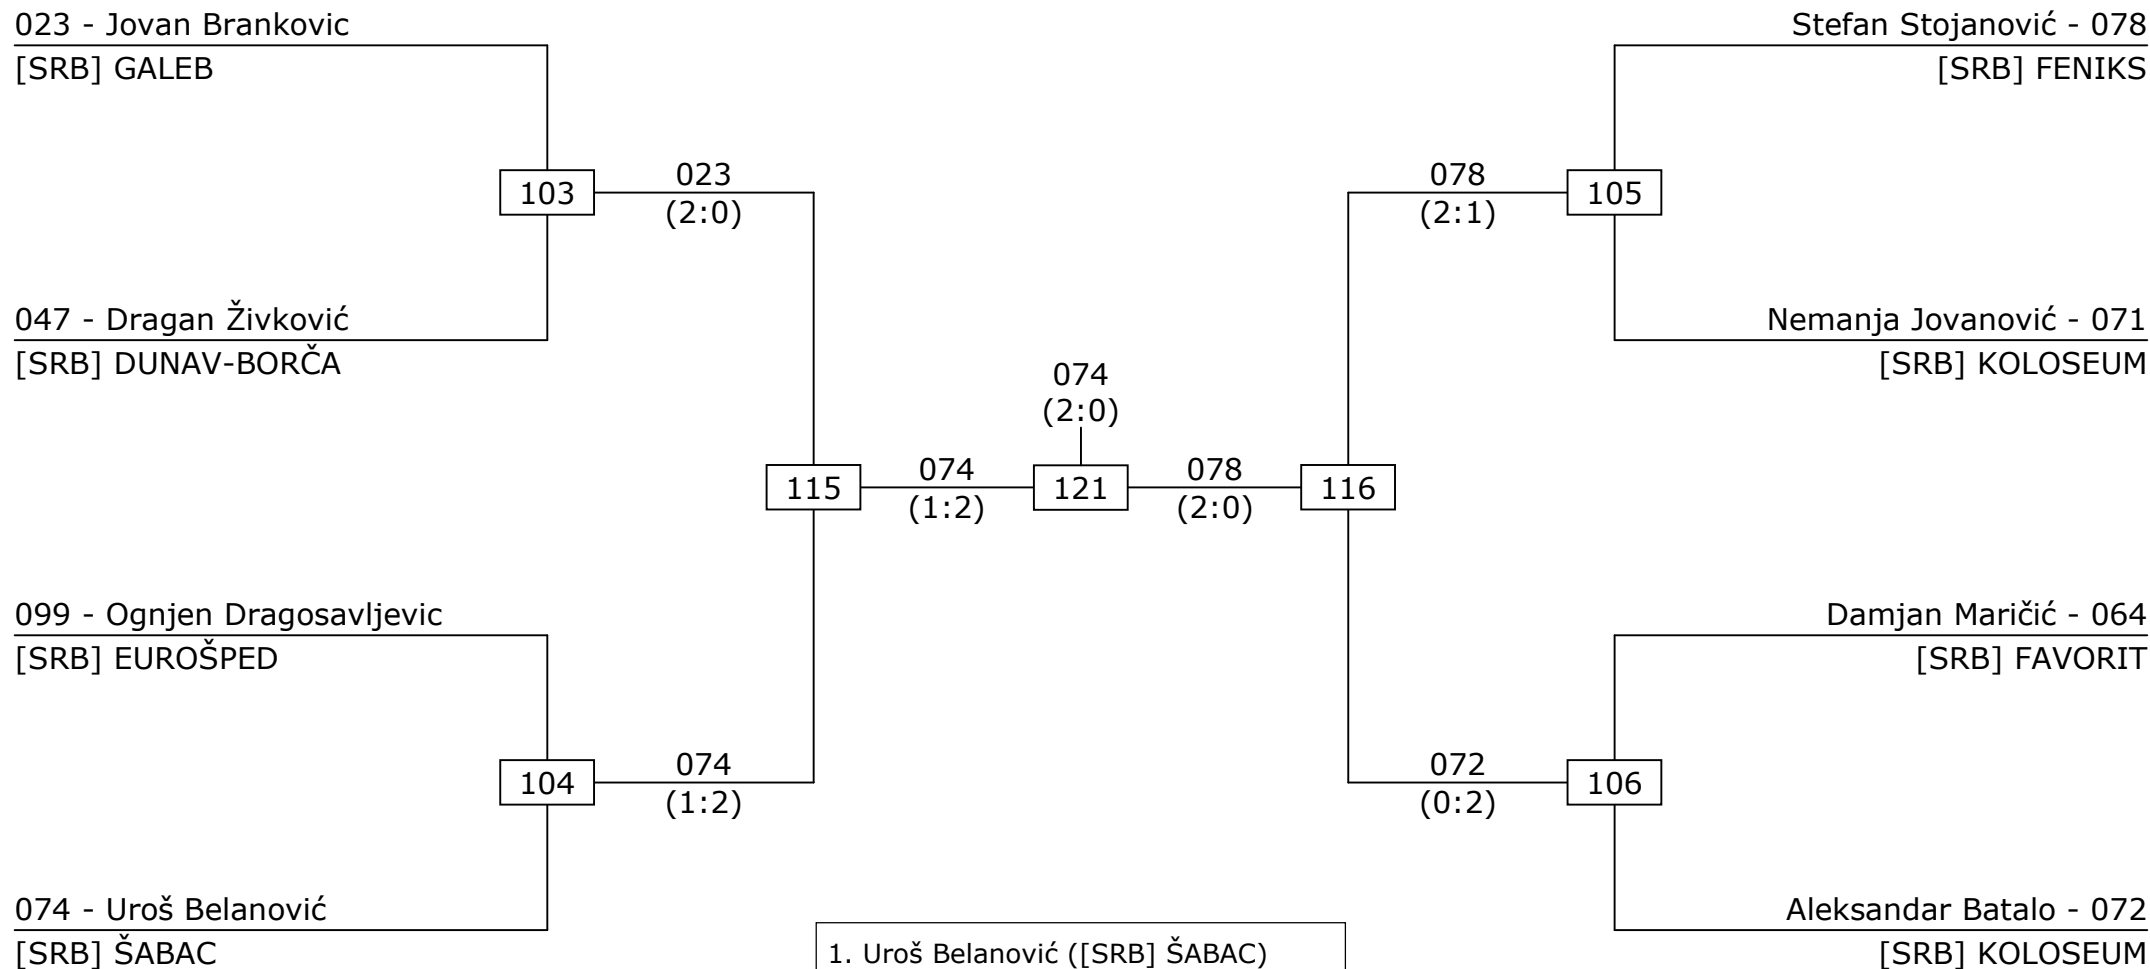 023 - Jovan Brankovic
[SRB] GALEB
Stefan Stojanović - 078
[SRB] FENIKS
103
023
(2:0)
078
(2:1)
105
047 - Dragan Živković
[SRB] DUNAV-BORČA
Nemanja Jovanović - 071
[SRB] KOLOSEUM
074
(2:0)
115
074
(1:2)
121
078
(2:0)
116
099 - Ognjen Dragosavljevic
[SRB] EUROŠPED
Damjan Maričić - 064
[SRB] FAVORIT
104
074
(1:2)
072
(0:2)
106
074 - Uroš Belanović
[SRB] ŠABAC
Aleksandar Batalo - 072
[SRB] KOLOSEUM
1. Uroš Belanović ([SRB] ŠABAC)